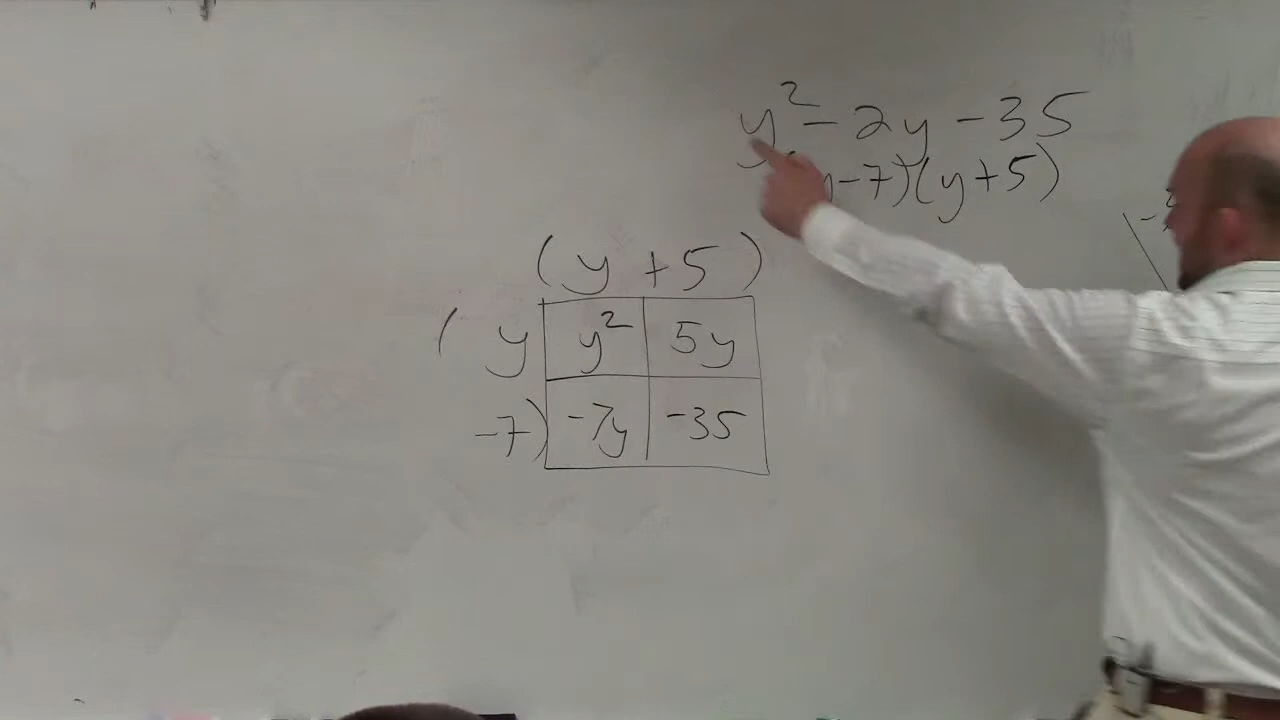 y² - 2y - 35
-7)(y+5)
(y +5)
( y y² 5y
-7) -7y -35